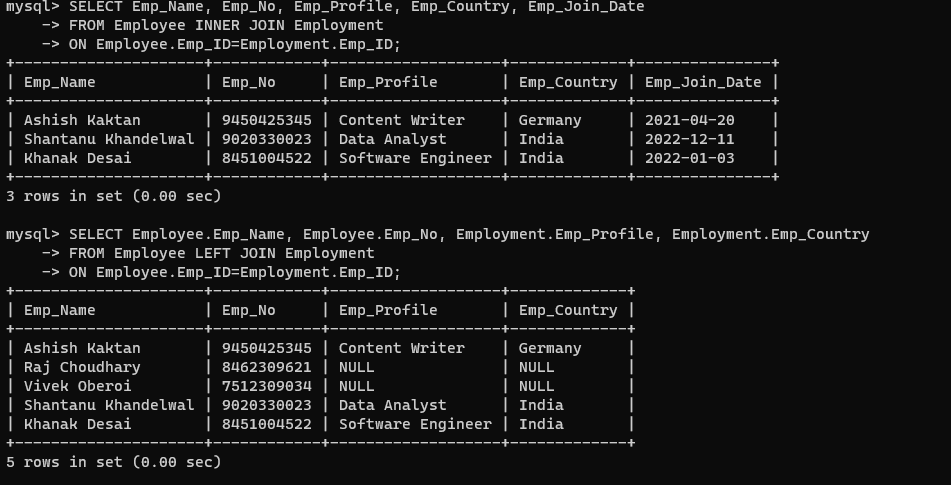 mysql> SELECT Emp_Name, Emp_No, Emp_Profile, Emp_Country, Emp_Join_Date
    -> FROM Employee INNER JOIN Employment
    -> ON Employee.Emp_ID=Employment.Emp_ID;
+---------------------+------------+-------------------+-------------+---------------+
| Emp_Name            | Emp_No     | Emp_Profile       | Emp_Country | Emp_Join_Date |
+---------------------+------------+-------------------+-------------+---------------+
| Ashish Kaktan       | 9450425345 | Content Writer    | Germany     | 2021-04-20    |
| Shantanu Khandelwal | 9020330023 | Data Analyst      | India       | 2022-12-11    |
| Khanak Desai        | 8451004522 | Software Engineer | India       | 2022-01-03    |
+---------------------+------------+-------------------+-------------+---------------+
3 rows in set (0.00 sec)

mysql> SELECT Employee.Emp_Name, Employee.Emp_No, Employment.Emp_Profile, Employment.Emp_Country
    -> FROM Employee LEFT JOIN Employment
    -> ON Employee.Emp_ID=Employment.Emp_ID;
+---------------------+------------+-------------------+-------------+
| Emp_Name            | Emp_No     | Emp_Profile       | Emp_Country |
+---------------------+------------+-------------------+-------------+
| Ashish Kaktan       | 9450425345 | Content Writer    | Germany     |
| Raj Choudhary       | 8462309621 | NULL              | NULL        |
| Vivek Oberoi        | 7512309034 | NULL              | NULL        |
| Shantanu Khandelwal | 9020330023 | Data Analyst      | India       |
| Khanak Desai        | 8451004522 | Software Engineer | India       |
+---------------------+------------+-------------------+-------------+
5 rows in set (0.00 sec)